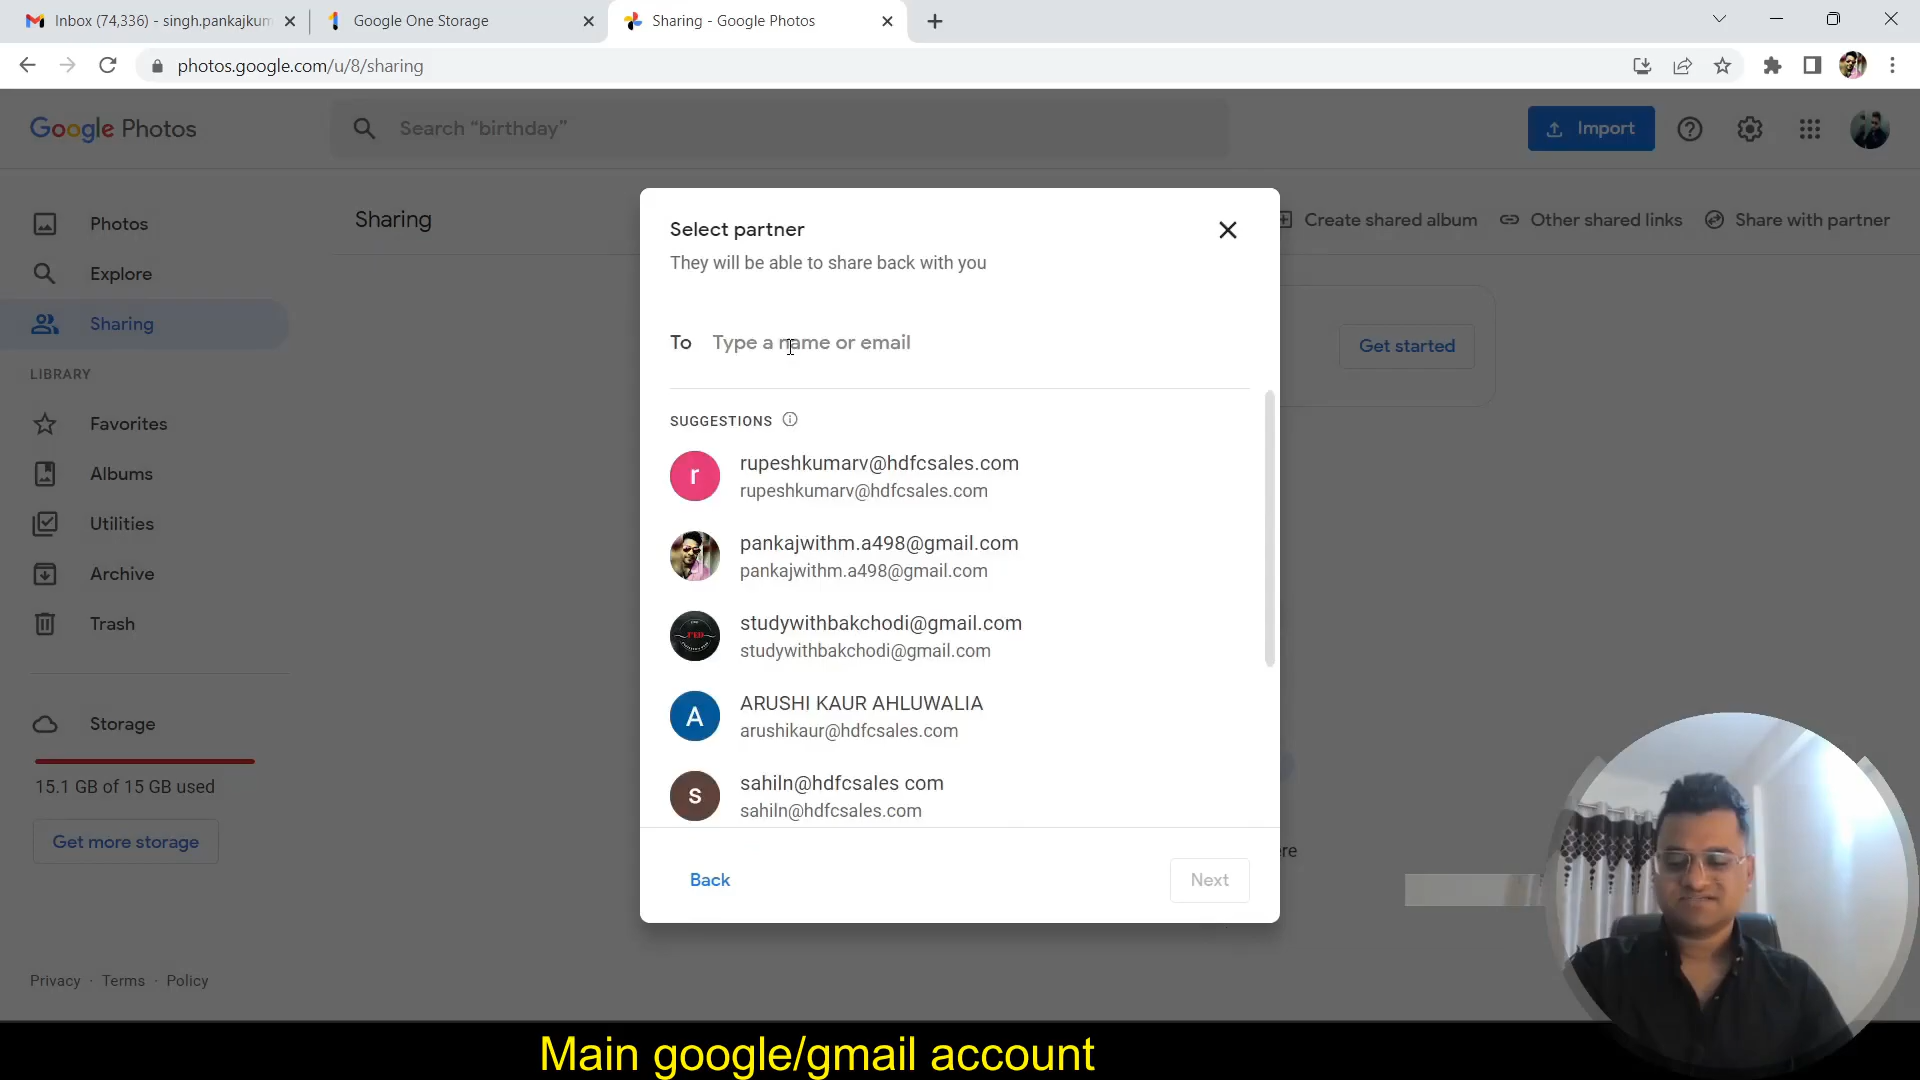 Inbox (74,336) - singh.pankajkum
Google One Storage
Sharing - Google Photos
photos.google.com/u/8/sharing
Google Photos
Search “birthday”
Import
Photos
Explore
Sharing
LIBRARY
Favorites
Albums
Utilities
Archive
Trash
Storage
15.1 GB of 15 GB used
Get more storage
Privacy · Terms · Policy
Sharing
Create shared album
Other shared links
Share with partner
Get started
Select partner
They will be able to share back with you
To Type a name or email
SUGGESTIONS
r
rupeshkumarv@hdfcsales.com
rupeshkumarv@hdfcsales.com
pankajwithm.a498@gmail.com
pankajwithm.a498@gmail.com
studywithbakchodi@gmail.com
studywithbakchodi@gmail.com
A
ARUSHI KAUR AHLUWALIA
arushikaur@hdfcsales.com
s
sahiln@hdfcsales com
sahiln@hdfcsales.com
Back
Next
Main google/gmail account